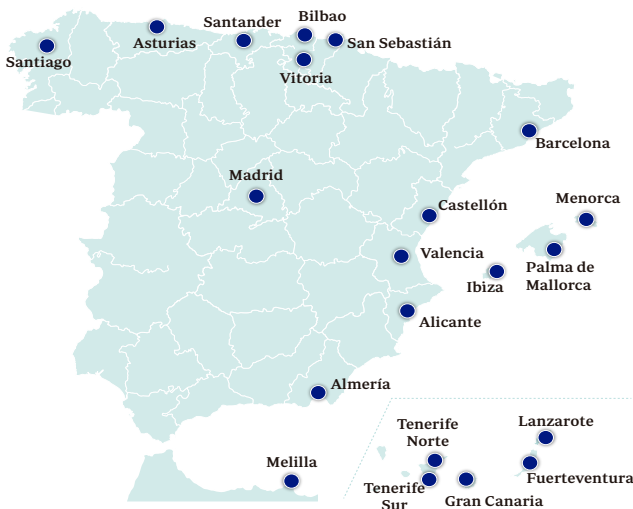 Bilbao
Santander
Asturias
San Sebastián
Santiago
Vitoria
Barcelona
Madrid
Menorca
Castellón
Valencia
Palma de
Mallorca
Ibiza
Alicante
Almería
Lanzarote
Tenerife
Norte
Melilla
Fuerteventura
Tenerife
Sur
Gran Canaria